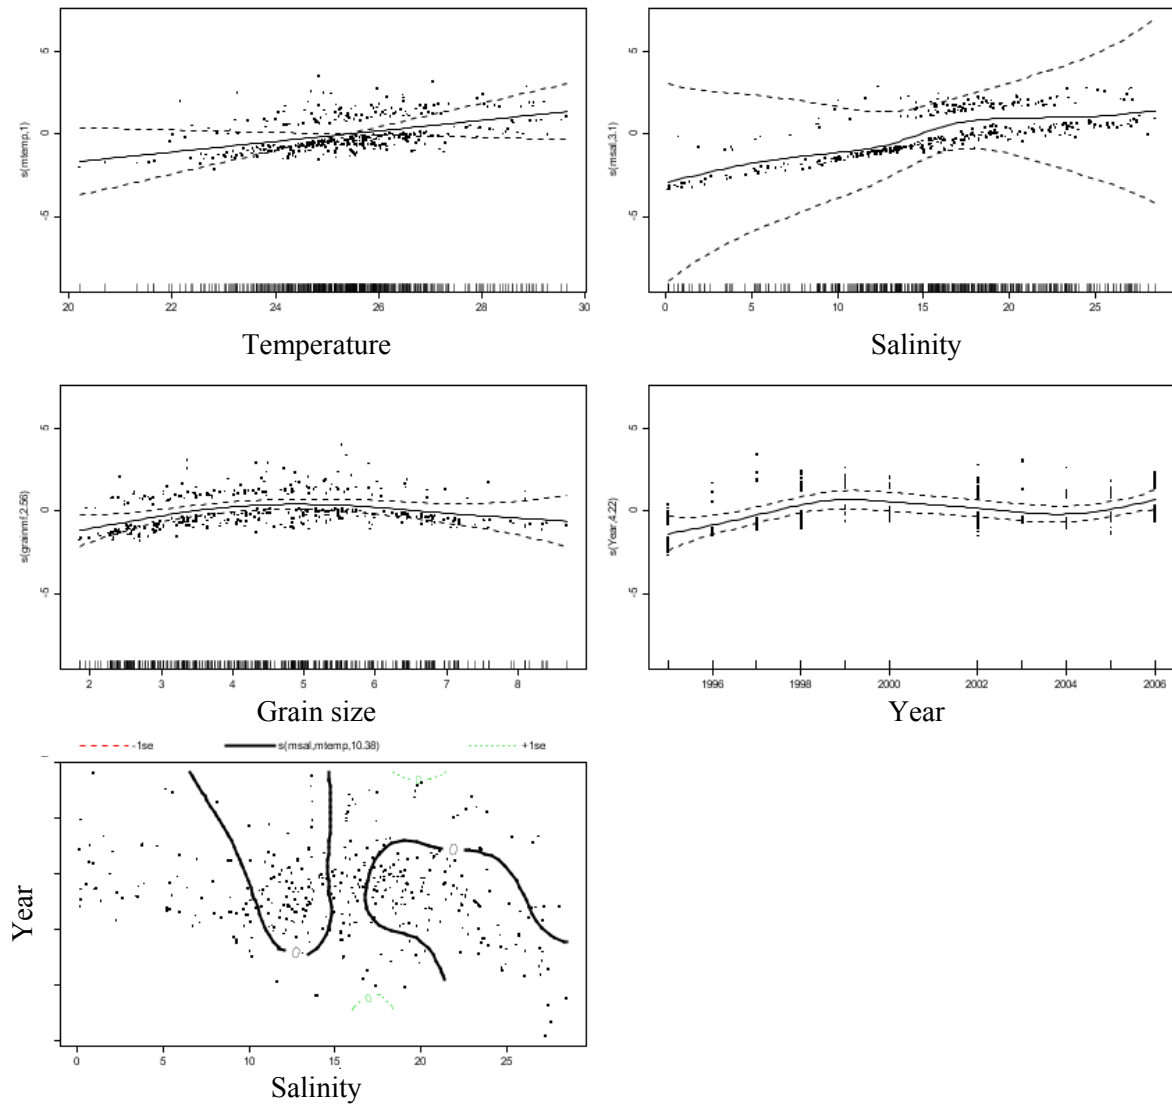 s(mtemp,1)
5
0
-5
20 22 24 26 28 30
Temperature
s(msal,3.1)
5
0
-5
0 5 10 15 20 25
Salinity
s(grainmf,2.56)
5
0
-5
2 3 4 5 6 7 8
Grain size
s(Year,4.22)
5
0
-5
1996 1998 2000 2002 2004 2006
Year
-1se s(msal,mtemp,10.38) +1se
Year
0
0
0
0
0 5 10 15 20 25
Salinity